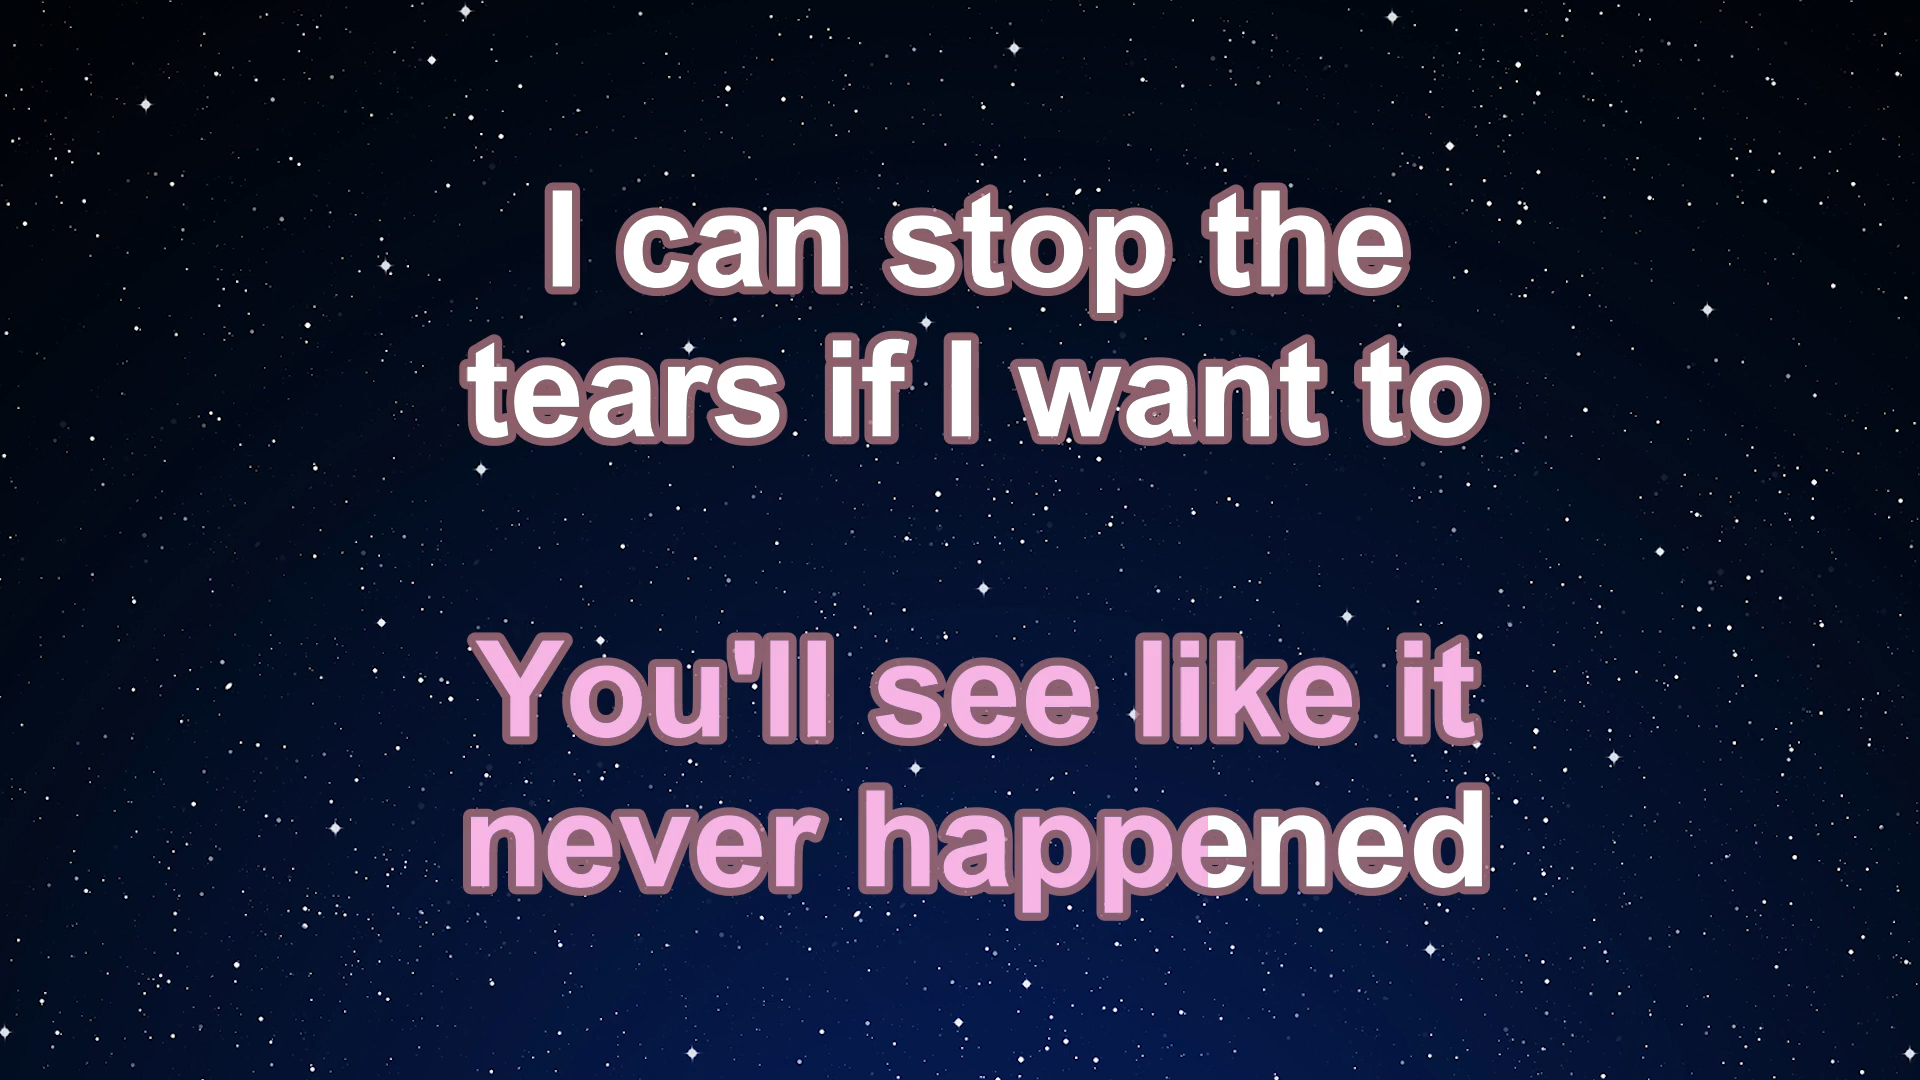 I can stop the
tears if I want to
You'll see like it
never happened